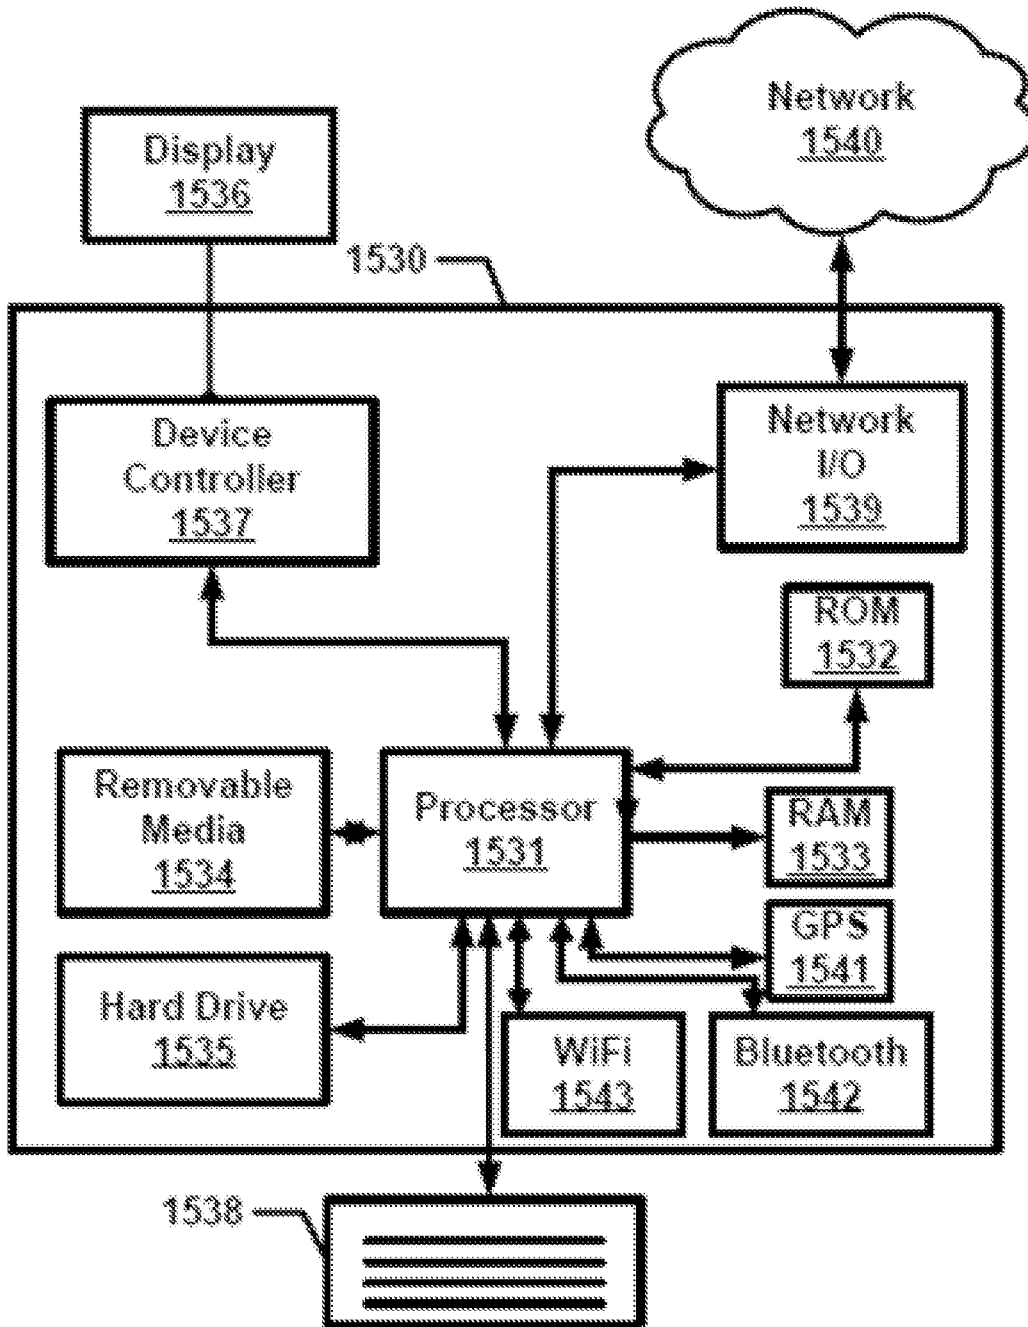 Network
1540
Display
1536
1530
Device
Controller
1537
Network
I/O
1539
ROM
1532
Removable
Media
1534
Processor
1531
RAM
1533
GPS
1541
Hard Drive
1535
WiFi
1543
Bluetooth
1542
1538